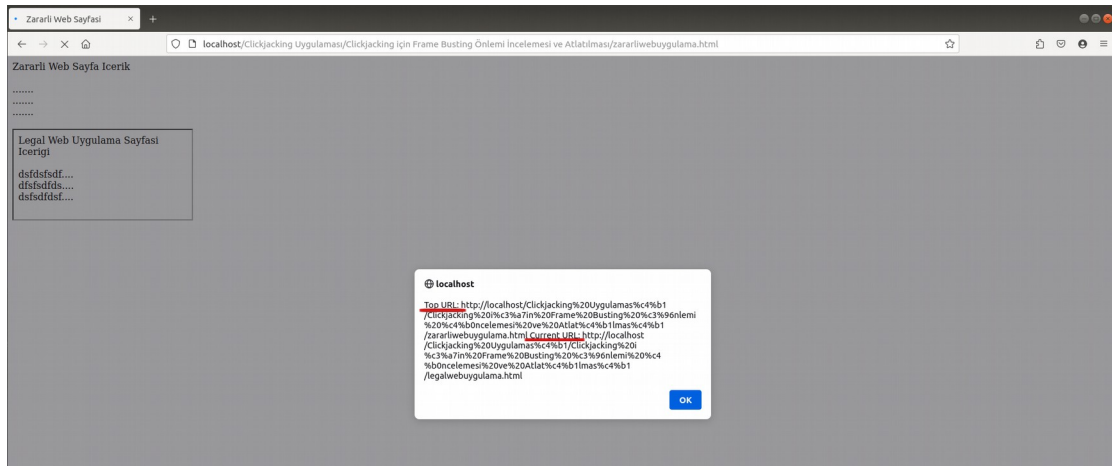 Zararli Web Sayfasi
localhost/Clickjacking Uygulaması/Clickjacking için Frame Busting Önlemi İncelemesi ve Atlatılması/zararliwebuygulama.html
Zararli Web Sayfa Icerik
.......
.......
.......
Legal Web Uygulama Sayfasi
Icerigi
dsfdsfsdf....
dfsfsdfds....
dsfsdfdsf....
localhost
Top URL: http://localhost/Clickjacking%20Uygulamas%c4%b1
/Clickjacking%20i%c3%a7in%20Frame%20Busting%20%c3%96nlemi
%20%c4%b0ncelemesi%20ve%20Atlat%c4%b1lmas%c4%b1
/zararliwebuygulama.html Current URL: http://localhost
/Clickjacking%20Uygulamas%c4%b1/Clickjacking%20i
%c3%a7in%20Frame%20Busting%20%c3%96nlemi%20%c4
%b0ncelemesi%20ve%20Atlat%c4%b1lmas%c4%b1
/legalwebuygulama.html
OK